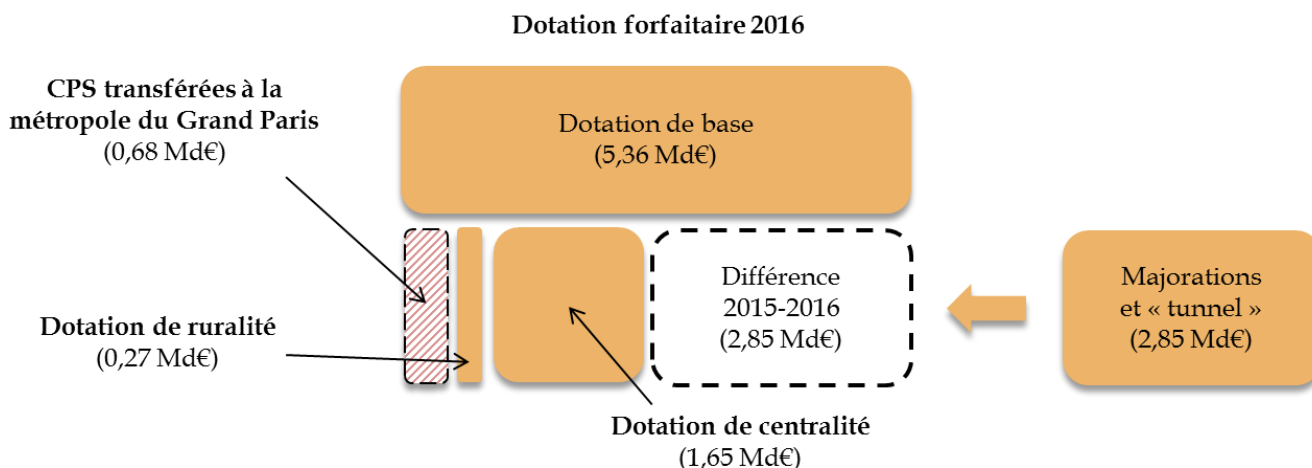 Dotation forfaitaire 2016
CPS transférées à la
métropole du Grand Paris
(0,68 Md€)
Dotation de base
(5,36 Md€)
Différence
2015-2016
(2,85 Md€)
Majorations
et « tunnel »
(2,85 Md€)
Dotation de ruralité
(0,27 Md€)
Dotation de centralité
(1,65 Md€)